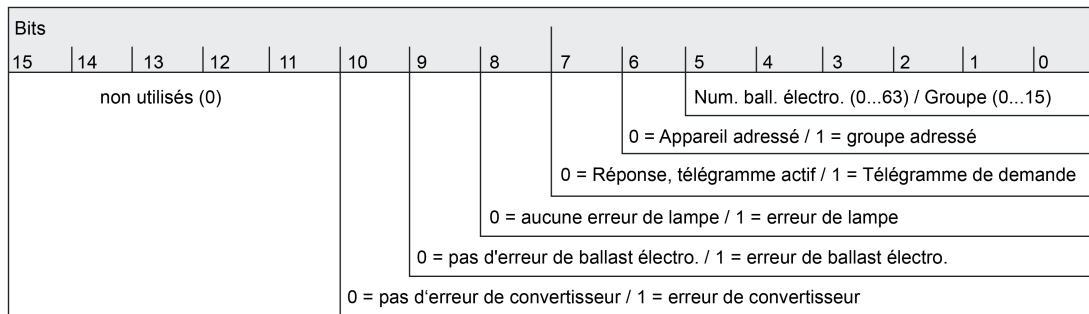 Bits
15 14 13 12 11 10 9 8 7 6 5 4 3 2 1 0
non utilisés (0) Num. ball. électro. (0...63) / Groupe (0...15)
0 = Appareil adressé / 1 = groupe adressé
0 = Réponse, télégramme actif / 1 = Télégramme de demande
0 = aucune erreur de lampe / 1 = erreur de lampe
0 = pas d'erreur de ballast électro. / 1 = erreur de ballast électro.
0 = pas d‘erreur de convertisseur / 1 = erreur de convertisseur